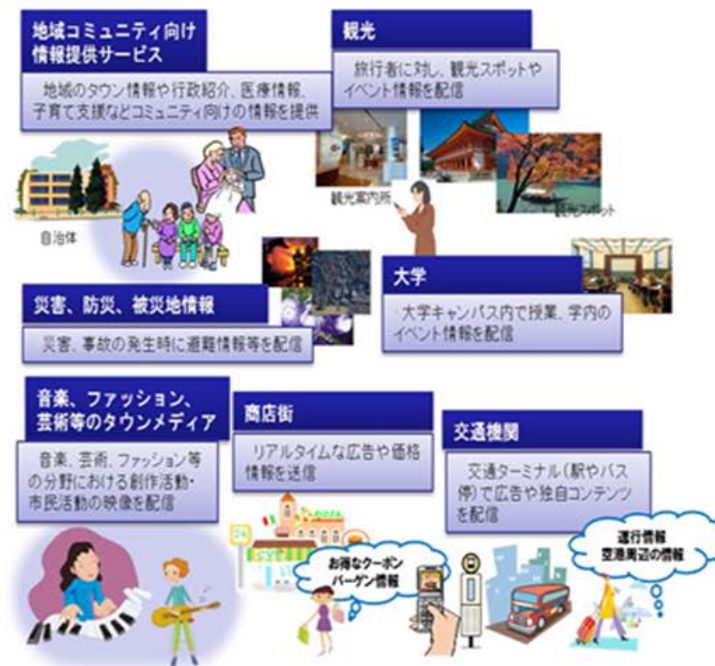 地域コミュニティ向け
情報提供サービス
地域のタウン情報や行政紹介、医療情報、
子育て支援などコミュニティ向けの情報を提供
自治体
観光
旅行者に対し、観光スポットや
イベント情報を配信
観光案内所
観光スポット
災害、防災、被災地情報
災害、事故の発生時に避難情報等を配信
大学
大学キャンパス内で授業、学内の
イベント情報を配信
音楽、ファッション、
芸術等のタウンメディア
音楽、芸術、ファッション等
の分野における創作活動・
市民活動の映像を配信
商店街
リアルタイムな広告や価格
情報を送信
PIZZA
24
お得なクーポン
バーゲン情報
交通機関
交通ターミナル(駅やバス
停)で広告や独自コンテンツ
を配信
運行情報
空港周辺の情報